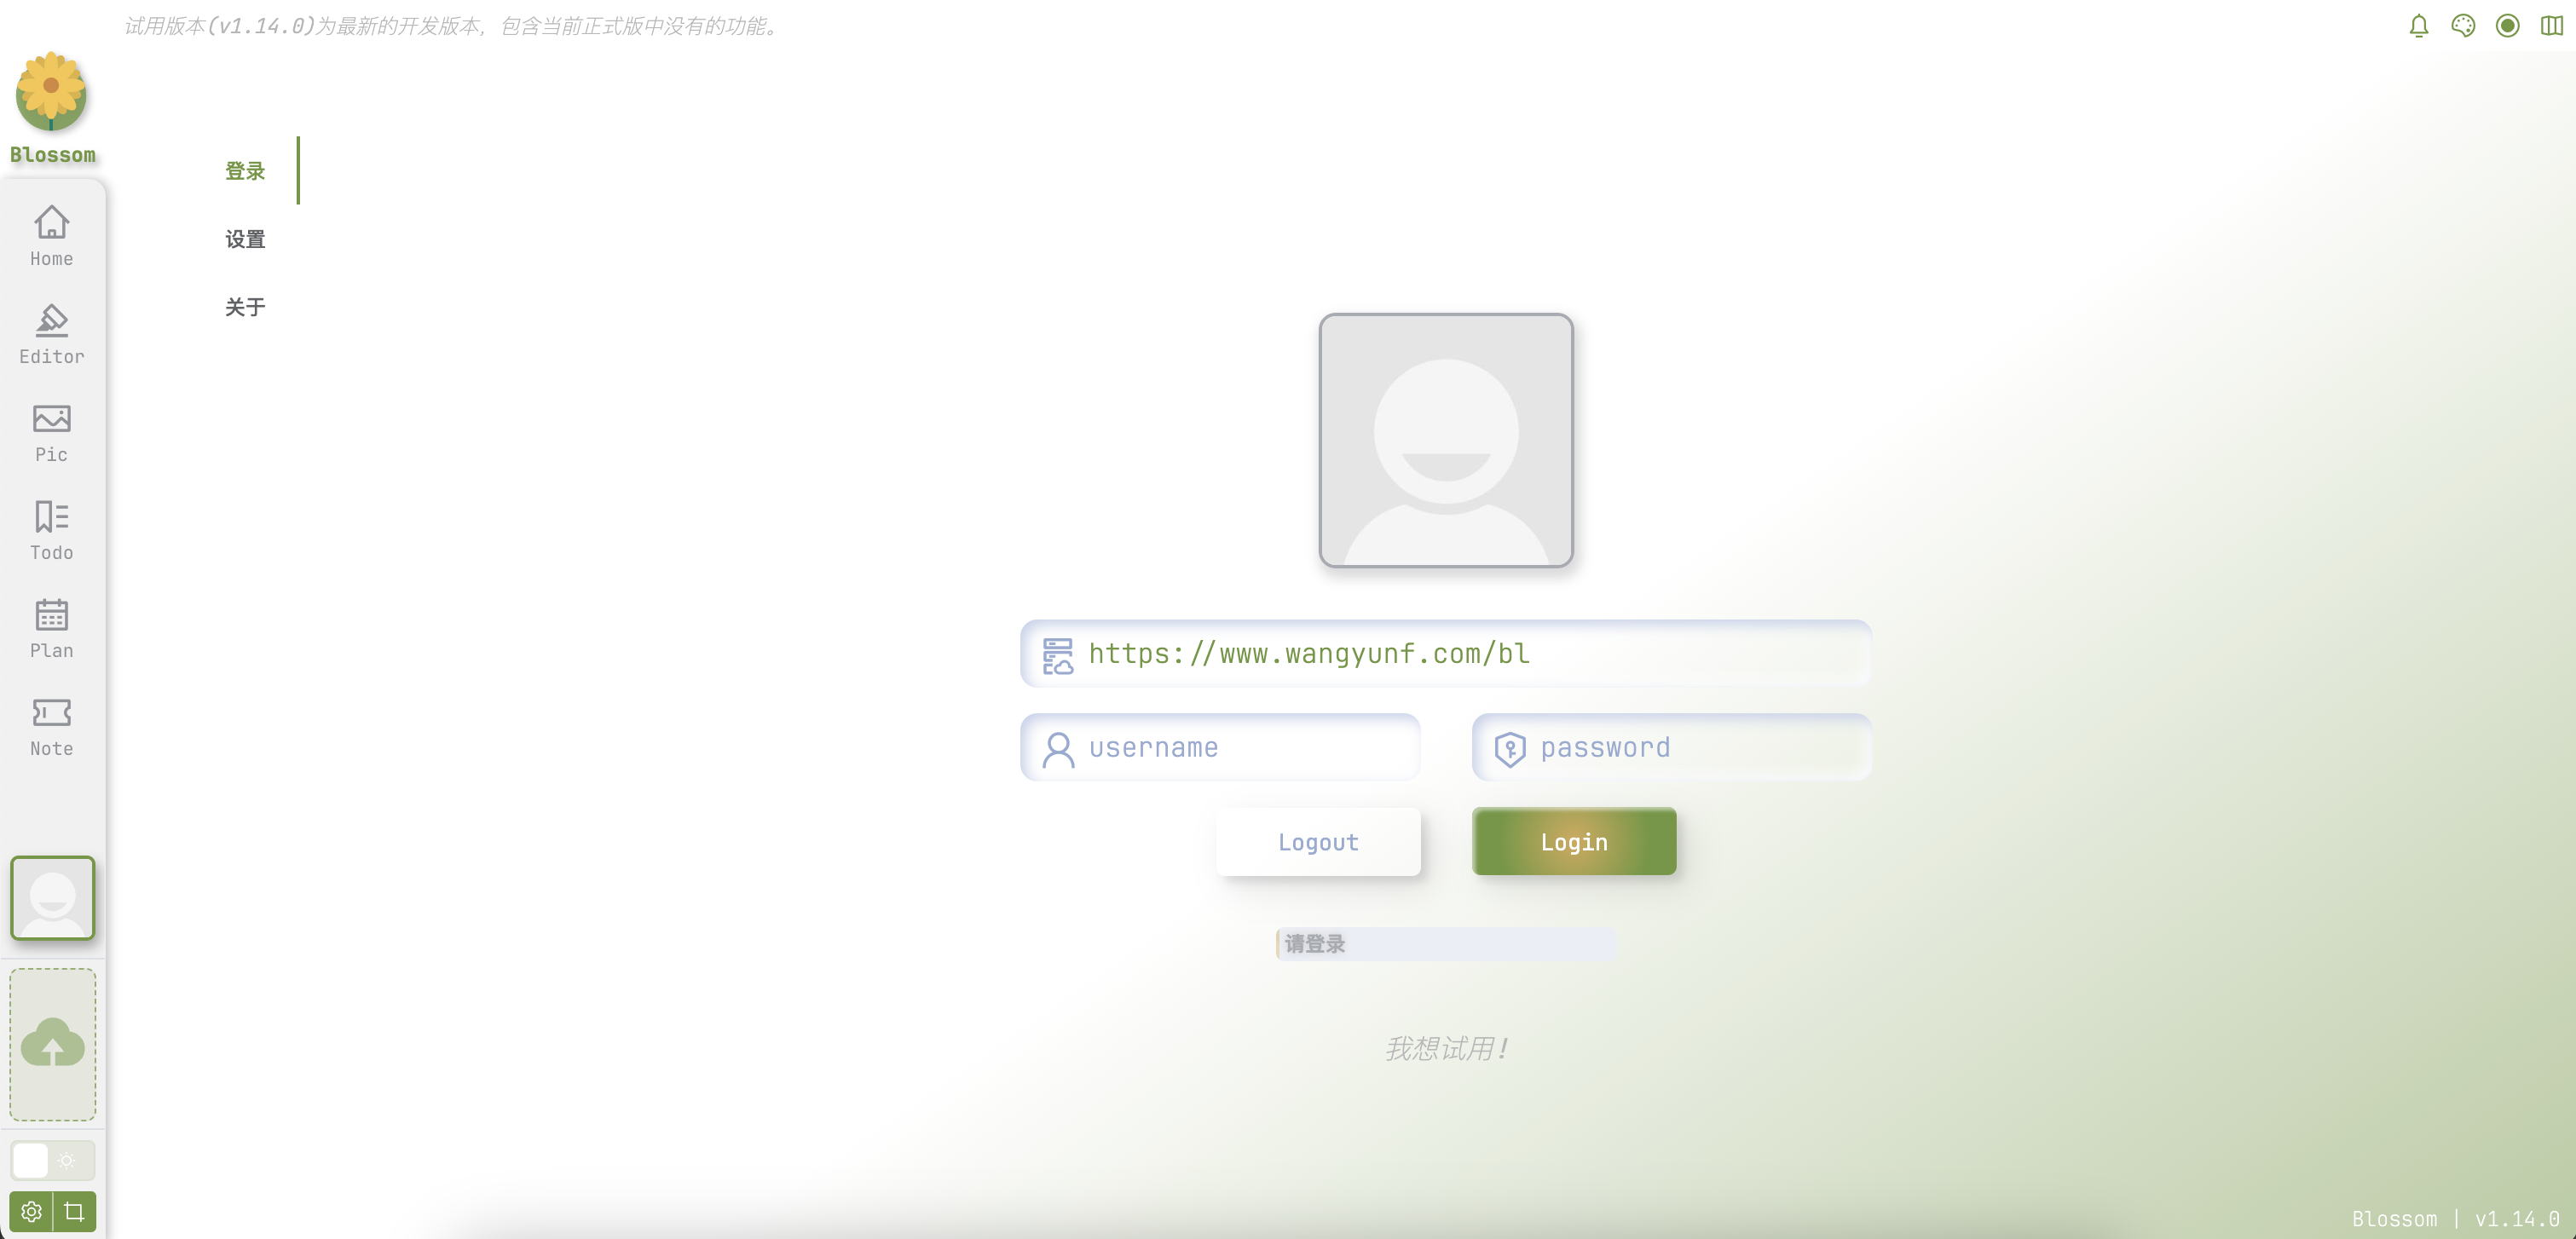 试用版本(v1.14.0)为最新的开发版本，包含当前正式版中没有的功能。
Blossom
Home
Editor
Pic
Todo
Plan
Note
登录
设置
关于
https://www.wangyunf.com/bl
username
password
Logout
Login
请登录
我想试用!
Blossom | v1.14.0